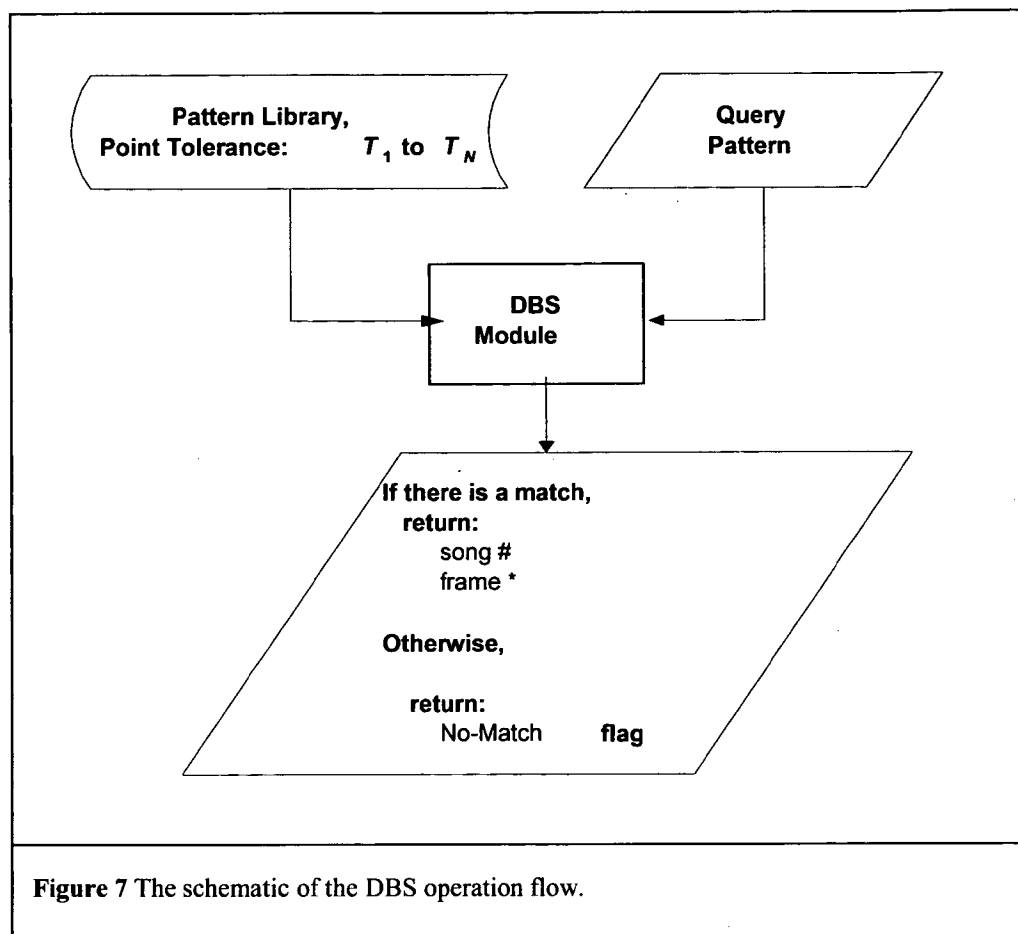 Pattern Library,
Point Tolerance: T1 to TN
Query
Pattern
DBS
Module
If there is a match,
return:
song #
frame *
Otherwise,
return:
No-Match flag
Figure 7 The schematic of the DBS operation flow.